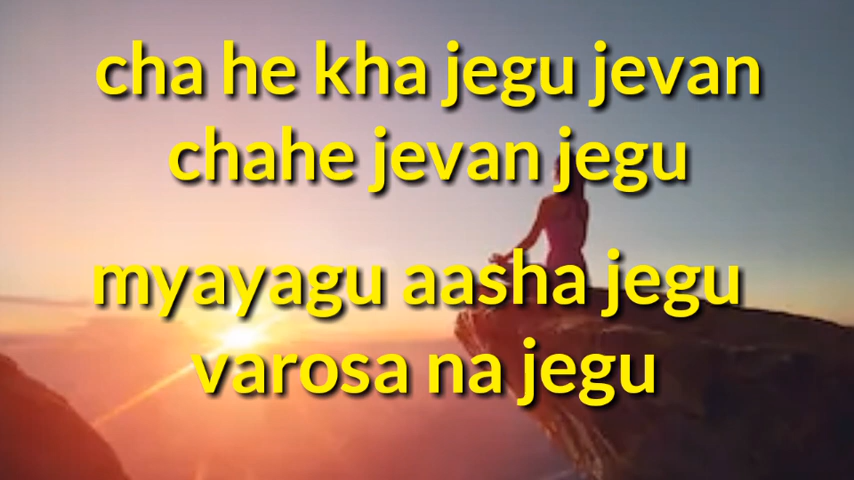 cha he kha jegu jevan
chahe jevan jegu
myayagu aasha jegu
varosa na jegu